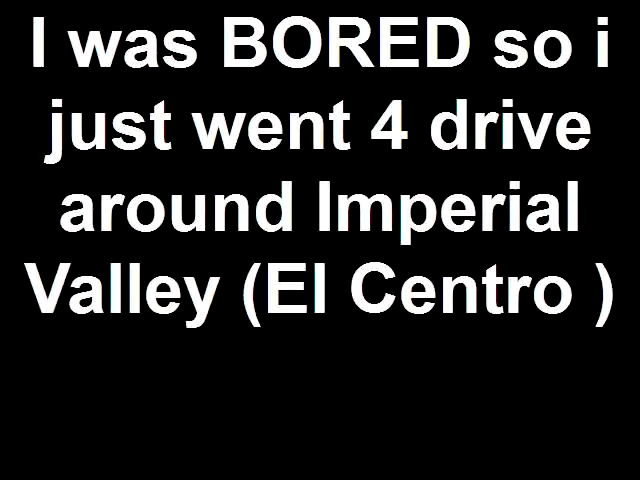 I was BORED so i
just went 4 drive
around Imperial
Valley (El Centro )